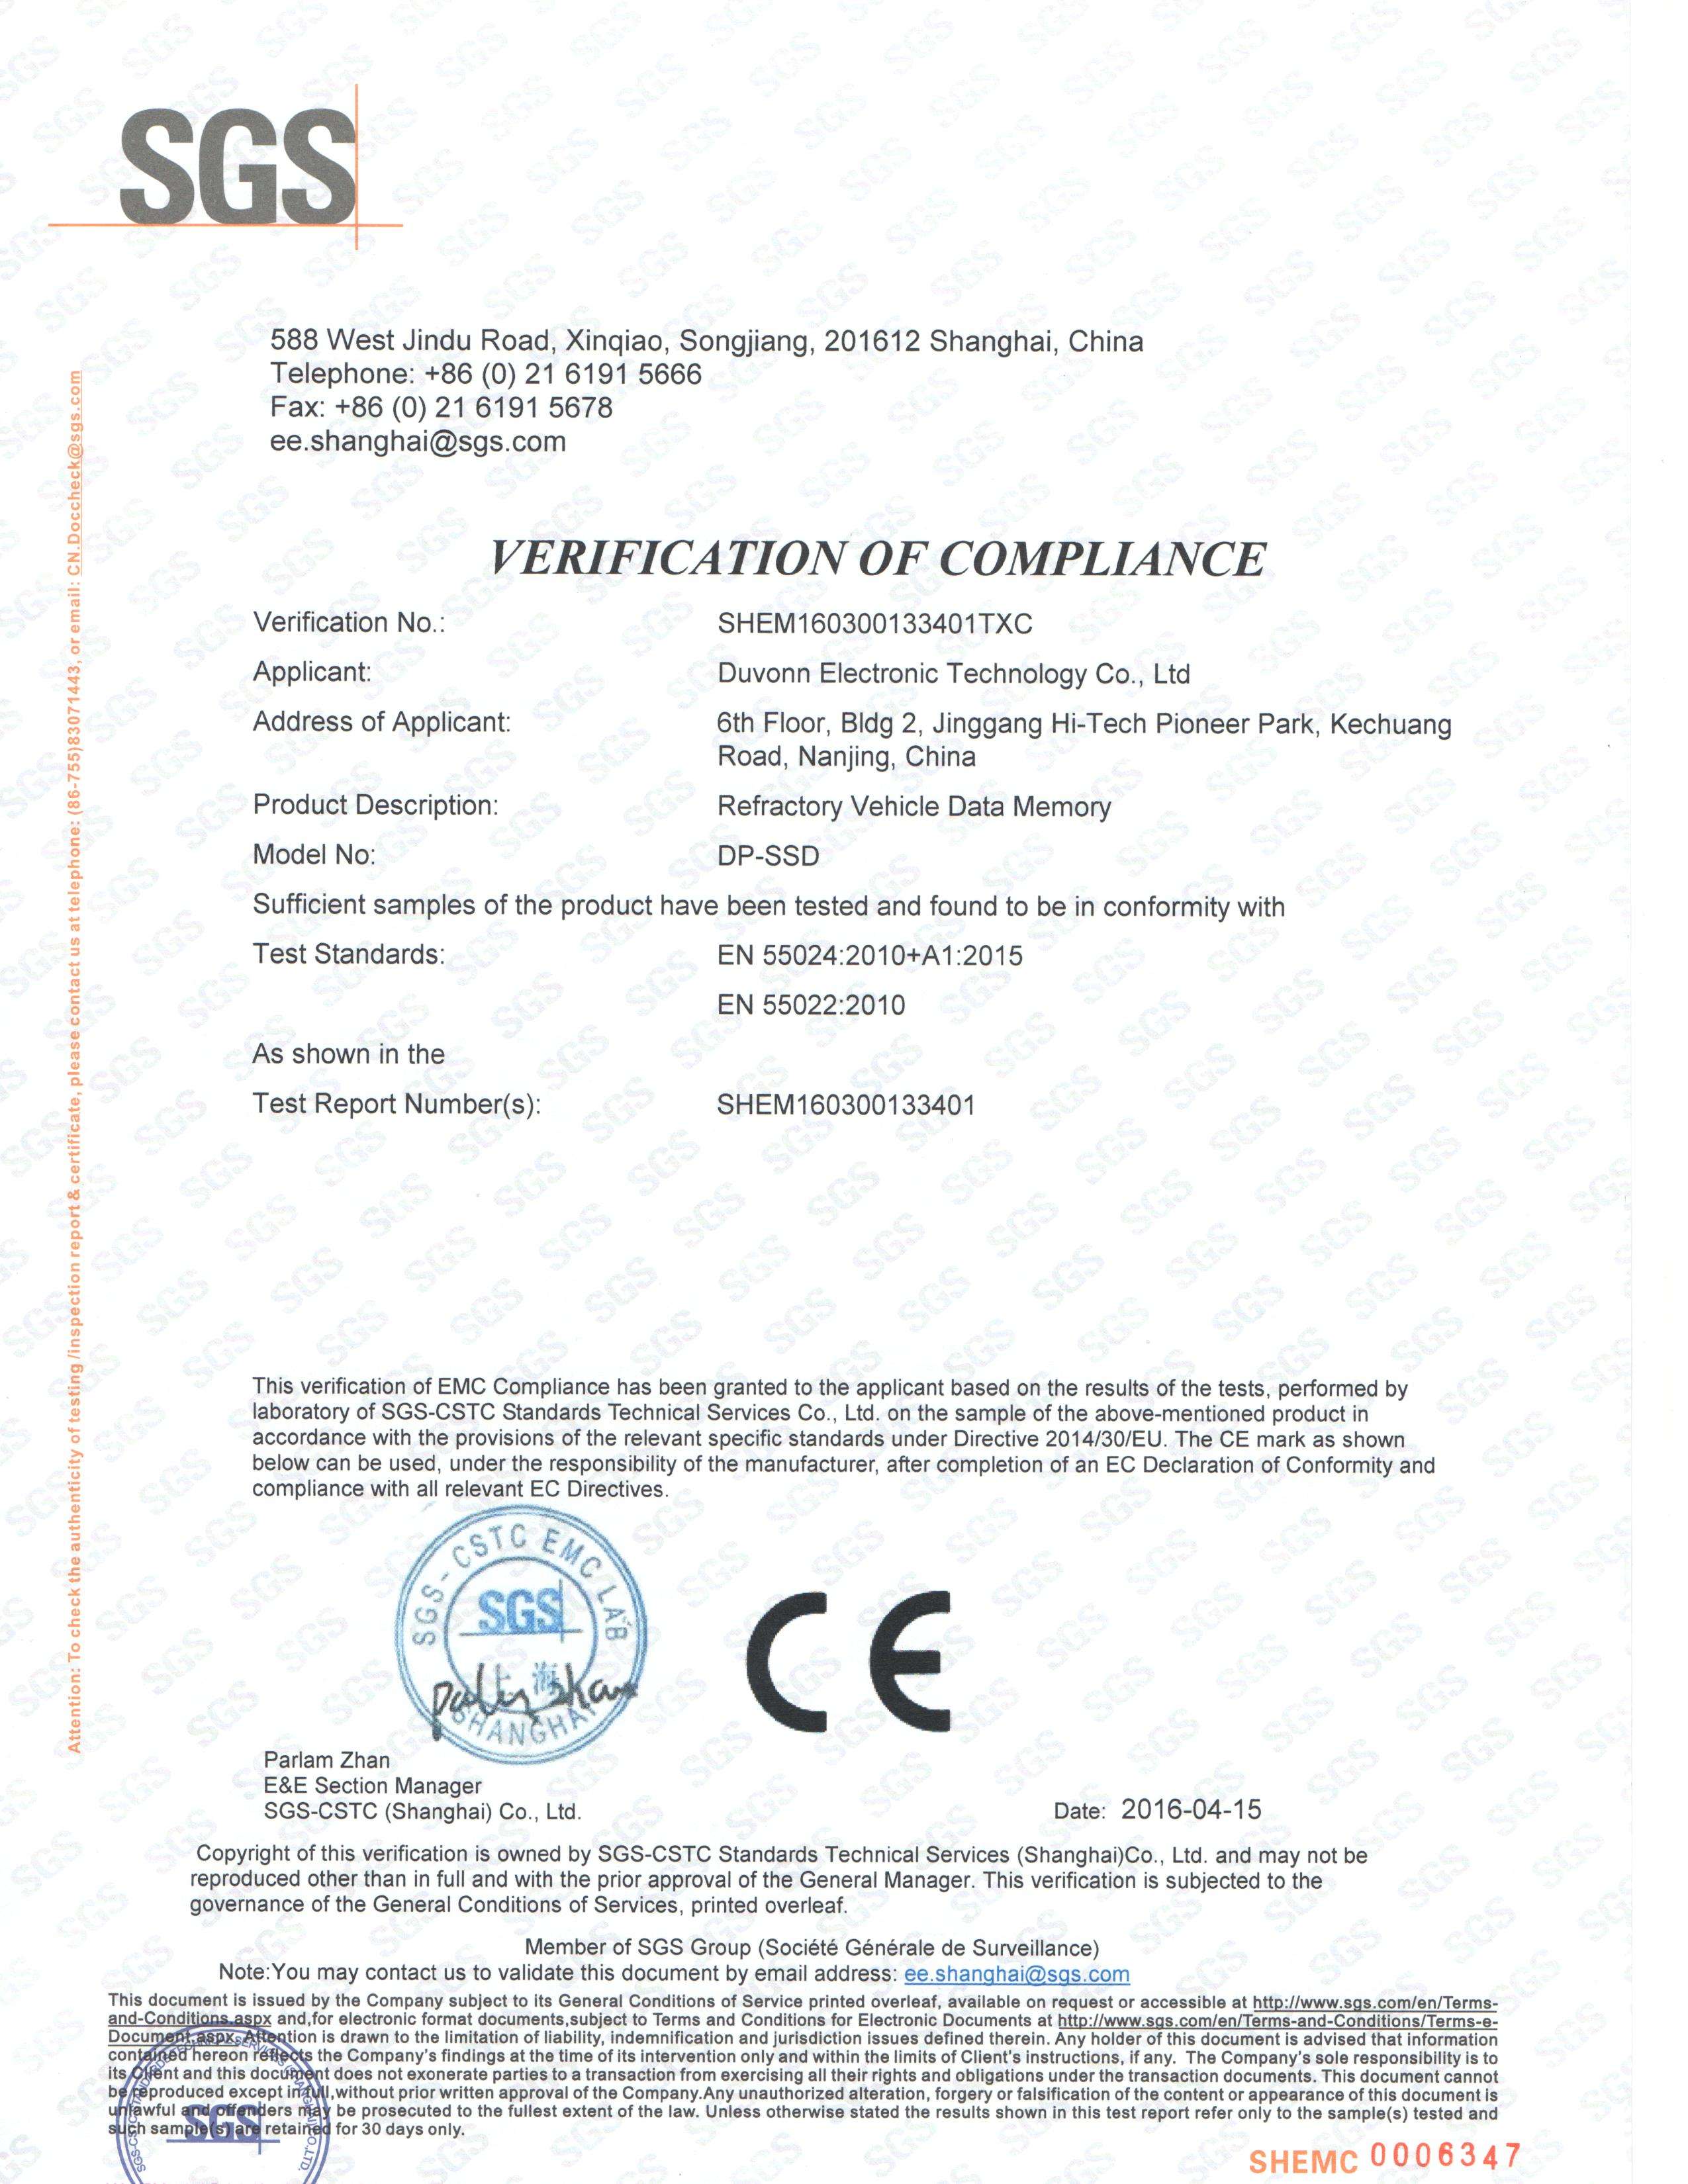 SGS
588 West Jindu Road, Xinqiao, Songjiang, 201612 Shanghai, China
Telephone: +86 (0) 21 6191 5666
Fax: +86 (0) 21 6191 5678
ee.shanghai@sgs.com
Attention: To check the authenticity of testing /inspection report & certificate, please contact us at telephone: (86-755)83071443, or email: CN.Doccheck@sgs.com
VERIFICATION OF COMPLIANCE
Verification No.: SHEM160300133401TXC
Applicant: Duvonn Electronic Technology Co., Ltd
Address of Applicant: 6th Floor, Bldg 2, Jinggang Hi-Tech Pioneer Park, Kechuang
Road, Nanjing, China
Product Description: Refractory Vehicle Data Memory
Model No: DP-SSD
Sufficient samples of the product have been tested and found to be in conformity with
Test Standards: EN 55024:2010+A1:2015
EN 55022:2010
As shown in the
Test Report Number(s): SHEM160300133401
This verification of EMC Compliance has been granted to the applicant based on the results of the tests, performed by
laboratory of SGS-CSTC Standards Technical Services Co., Ltd. on the sample of the above-mentioned product in
accordance with the provisions of the relevant specific standards under Directive 2014/30/EU. The CE mark as shown
below can be used, under the responsibility of the manufacturer, after completion of an EC Declaration of Conformity and
compliance with all relevant EC Directives.
SGS-CSTC EMC LAB
SGS
上海
SHANGHAI
CE
Parlam Zhan
E&E Section Manager
SGS-CSTC (Shanghai) Co., Ltd.
Date: 2016-04-15
Copyright of this verification is owned by SGS-CSTC Standards Technical Services (Shanghai)Co., Ltd. and may not be
reproduced other than in full and with the prior approval of the General Manager. This verification is subjected to the
governance of the General Conditions of Services, printed overleaf.
Member of SGS Group (Société Générale de Surveillance)
Note:You may contact us to validate this document by email address: ee.shanghai@sgs.com
This document is issued by the Company subject to its General Conditions of Service printed overleaf, available on request or accessible at http://www.sgs.com/en/Terms-
and-Conditions.aspx and,for electronic format documents,subject to Terms and Conditions for Electronic Documents at http://www.sgs.com/en/Terms-and-Conditions/Terms-e-
Document.aspx. Attention is drawn to the limitation of liability, indemnification and jurisdiction issues defined therein. Any holder of this document is advised that information
contained hereon reflects the Company's findings at the time of its intervention only and within the limits of Client's instructions, if any. The Company's sole responsibility is to
its Client and this document does not exonerate parties to a transaction from exercising all their rights and obligations under the transaction documents. This document cannot
be reproduced except in full,without prior written approval of the Company.Any unauthorized alteration, forgery or falsification of the content or appearance of this document is
unlawful and offenders may be prosecuted to the fullest extent of the law. Unless otherwise stated the results shown in this test report refer only to the sample(s) tested and
such sample(s) are retained for 30 days only.
SGS
SHEMC 0006347